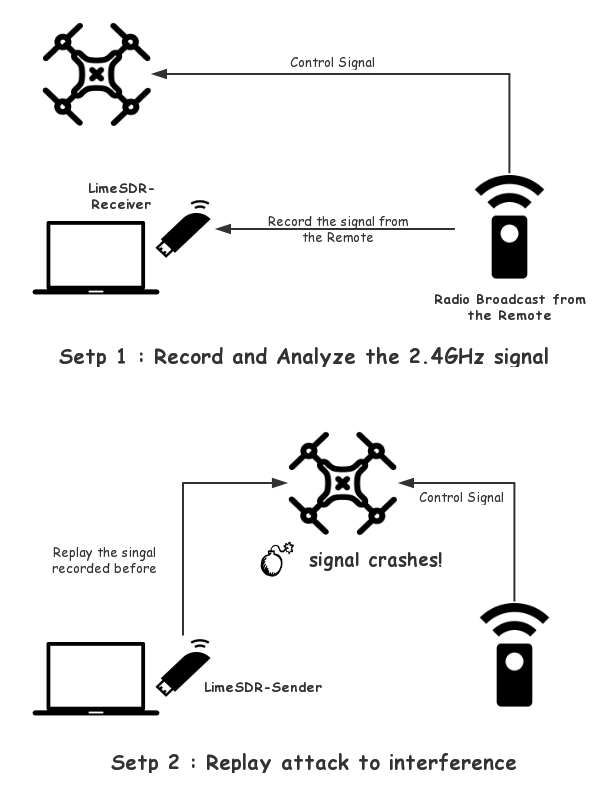 Control Signal
LimeSDR-
Receiver
Record the signal from
the Remote
Radio Broadcast from
the Remote
Setp 1 : Record and Analyze the 2.4GHz signal
Control Signal
Replay the singal
recorded before
signal crashes!
LimeSDR-Sender
Setp 2 : Replay attack to interference